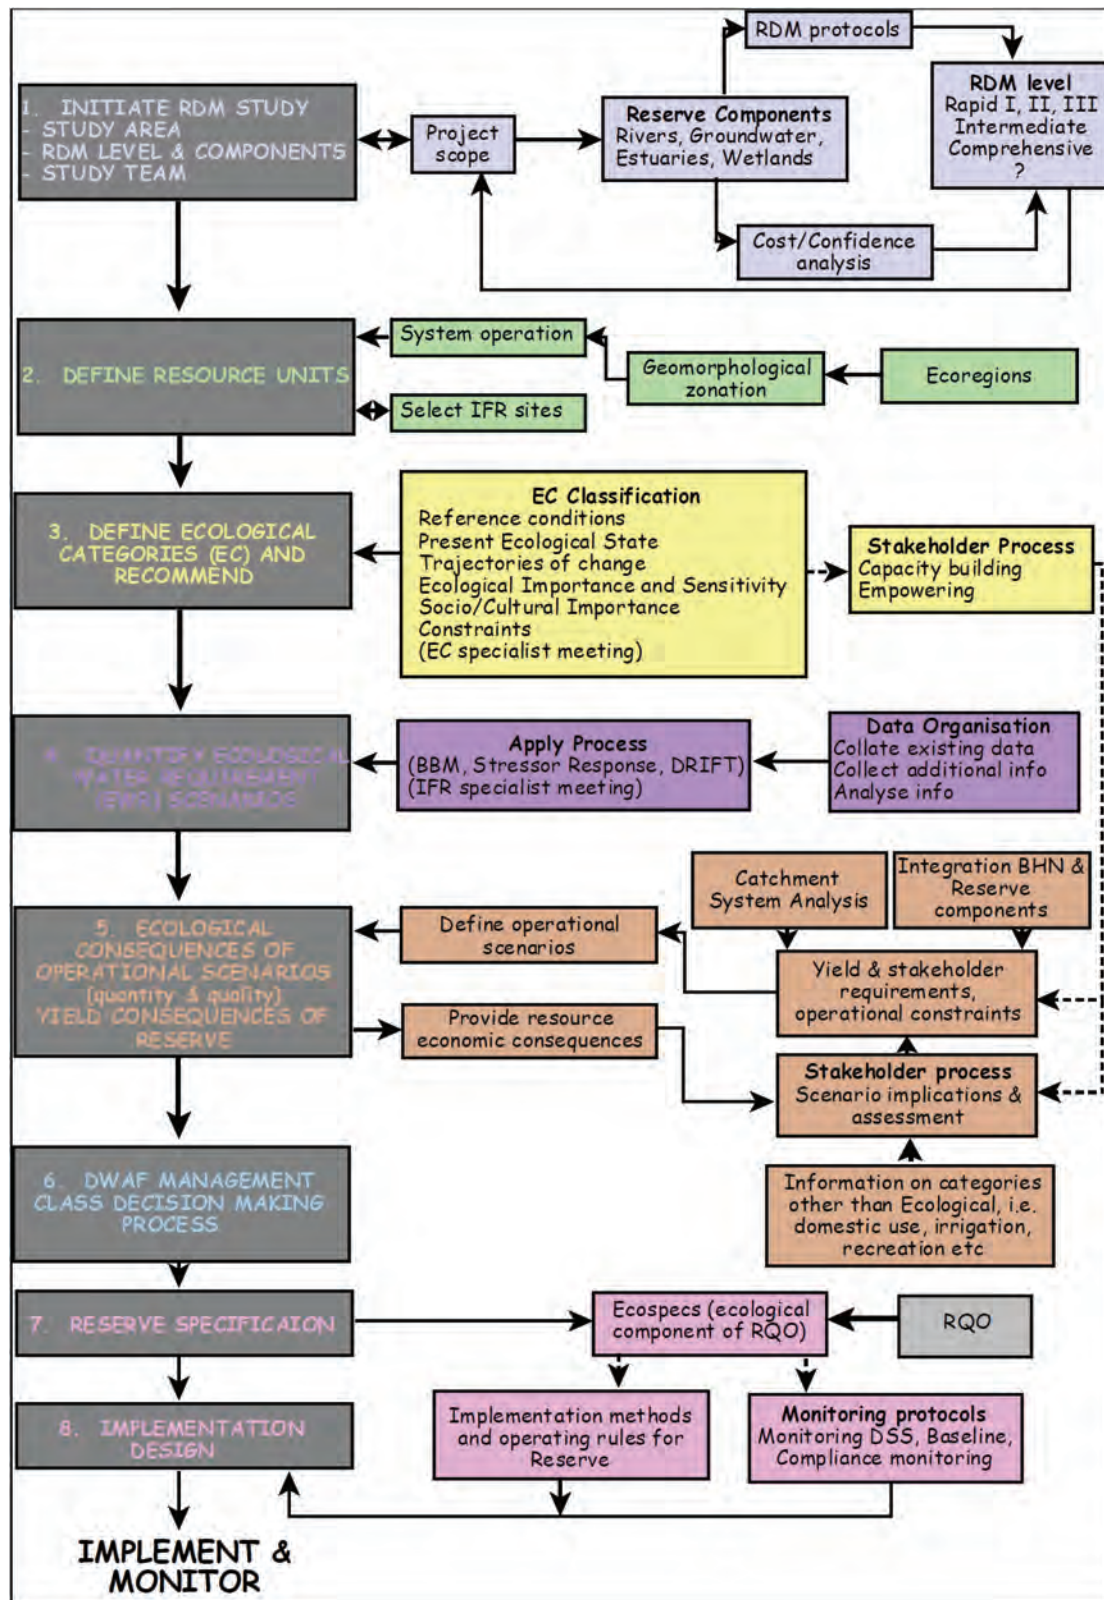 1. INITIATE RDM STUDY
- STUDY AREA
- RDM LEVEL & COMPONENTS
- STUDY TEAM
Project
scope
Reserve Components
Rivers, Groundwater,
Estuaries, Wetlands
RDM protocols
RDM level
Rapid I, II, III
Intermediate
Comprehensive
?
Cost/Confidence
analysis
2. DEFINE RESOURCE UNITS
System operation
Geomorphological
zonation
Ecoregions
Select IFR sites
3. DEFINE ECOLOGICAL
CATEGORIES (EC) AND
RECOMMEND
EC Classification
Reference conditions
Present Ecological State
Trajectories of change
Ecological Importance and Sensitivity
Socio/Cultural Importance
Constraints
(EC specialist meeting)
Stakeholder Process
Capacity building
Empowering
4. QUANTIFY ECOLOGICAL
WATER REQUIREMENT
(EWR) SCENARIOS
Apply Process
(BBM, Stressor Response, DRIFT)
(IFR specialist meeting)
Data Organisation
Collate existing data
Collect additional info
Analyse info
5. ECOLOGICAL
CONSEQUENCES OF
OPERATIONAL SCENARIOS
(quantity & quality)
YIELD CONSEQUENCES OF
RESERVE
Define operational
scenarios
Provide resource
economic consequences
Catchment
System Analysis
Integration BHN &
Reserve
components
Yield & stakeholder
requirements,
operational constraints
Stakeholder process
Scenario implications &
assessment
Information on categories
other than Ecological, i.e.
domestic use, irrigation,
recreation etc
6. DWAF MANAGEMENT
CLASS DECISION MAKING
PROCESS
7. RESERVE SPECIFICAION
Ecospecs (ecological
component of RQO)
RQO
8. IMPLEMENTATION
DESIGN
Implementation methods
and operating rules for
Reserve
Monitoring protocols
Monitoring DSS, Baseline,
Compliance monitoring
IMPLEMENT &
MONITOR